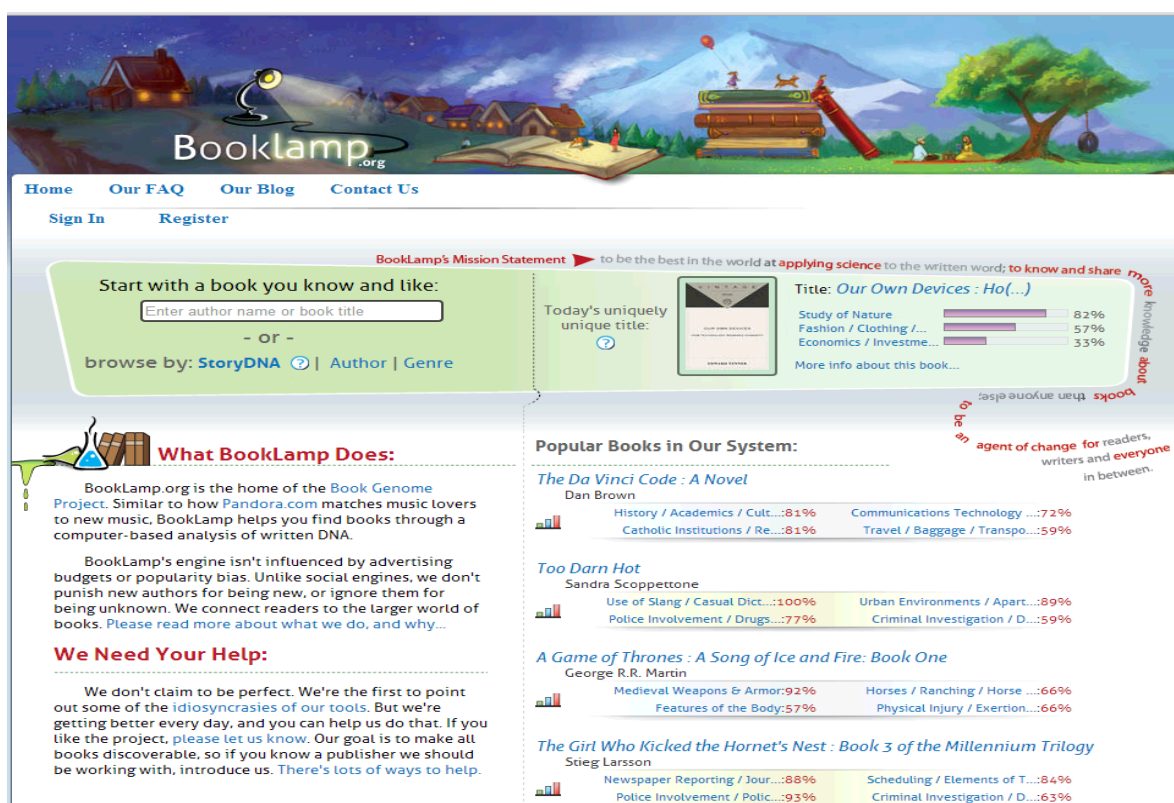 Booklamp.org
Home Our FAQ Our Blog Contact Us
Sign In Register
BookLamp's Mission Statement to be the best in the world at applying science to the written word; to know and share more knowledge about books than anyone else; to be an agent of change for readers, writers and everyone in between.
Start with a book you know and like:
Enter author name or book title
- or -
browse by: StoryDNA ? | Author | Genre
Today's uniquely
unique title:
?
VINTAGE
OUR OWN DEVICES
EDWARD TENNER
Title: Our Own Devices : Ho(...)
Study of Nature 82%
Fashion / Clothing /... 57%
Economics / Investme... 33%
More info about this book...
What BookLamp Does:
BookLamp.org is the home of the Book Genome
Project. Similar to how Pandora.com matches music lovers
to new music, BookLamp helps you find books through a
computer-based analysis of written DNA.
BookLamp's engine isn't influenced by advertising
budgets or popularity bias. Unlike social engines, we don't
punish new authors for being new, or ignore them for
being unknown. We connect readers to the larger world of
books. Please read more about what we do, and why...
We Need Your Help:
We don't claim to be perfect. We're the first to point
out some of the idiosyncrasies of our tools. But we're
getting better every day, and you can help us do that. If you
like the project, please let us know. Our goal is to make all
books discoverable, so if you know a publisher we should
be working with, introduce us. There's lots of ways to help.
Popular Books in Our System:
The Da Vinci Code : A Novel
Dan Brown
History / Academics / Cult...:81% Communications Technology ...:72%
Catholic Institutions / Re...:81% Travel / Baggage / Transpo...:59%
Too Darn Hot
Sandra Scoppettone
Use of Slang / Casual Dict...:100% Urban Environments / Apart...:89%
Police Involvement / Drugs...:77% Criminal Investigation / D...:59%
A Game of Thrones : A Song of Ice and Fire: Book One
George R.R. Martin
Medieval Weapons & Armor:92% Horses / Ranching / Horse ...:66%
Features of the Body:57% Physical Injury / Exertion...:66%
The Girl Who Kicked the Hornet's Nest : Book 3 of the Millennium Trilogy
Stieg Larsson
Newspaper Reporting / Jour...:88% Scheduling / Elements of T...:84%
Police Involvement / Polic...:93% Criminal Investigation / D...:63%